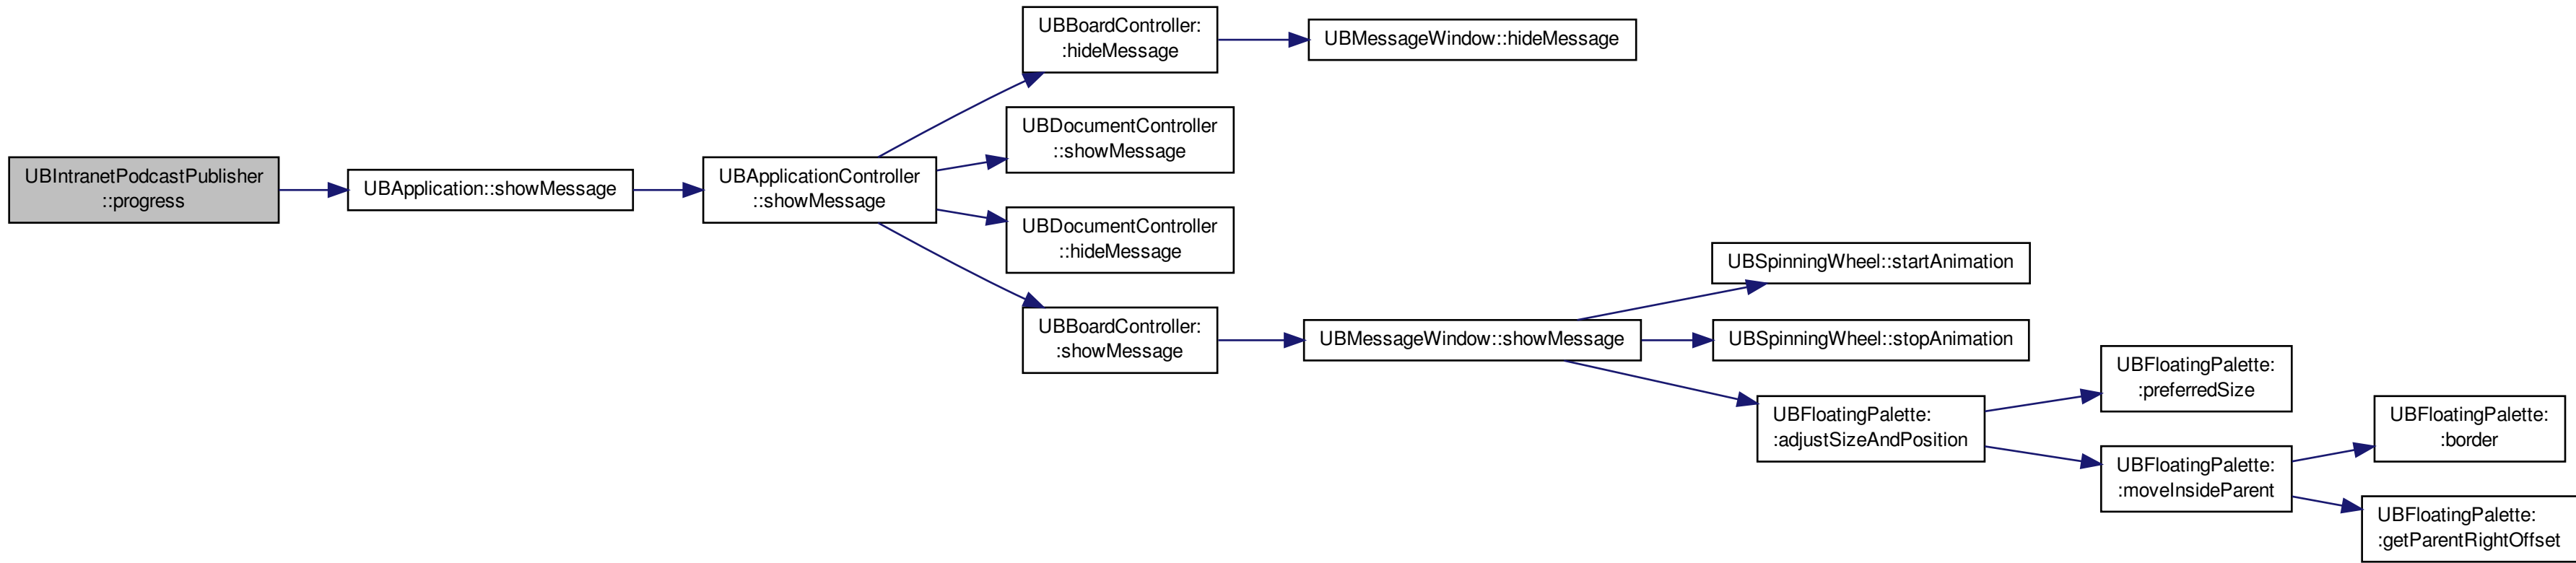 UBIntranetPodcastPublisher
::progress
UBApplication::showMessage
UBApplicationController
::showMessage
UBBoardController:
:hideMessage
UBMessageWindow::hideMessage
UBDocumentController
::showMessage
UBDocumentController
::hideMessage
UBBoardController:
:showMessage
UBMessageWindow::showMessage
UBSpinningWheel::startAnimation
UBSpinningWheel::stopAnimation
UBFloatingPalette:
:adjustSizeAndPosition
UBFloatingPalette:
:preferredSize
UBFloatingPalette:
:moveInsideParent
UBFloatingPalette:
:border
UBFloatingPalette:
:getParentRightOffset